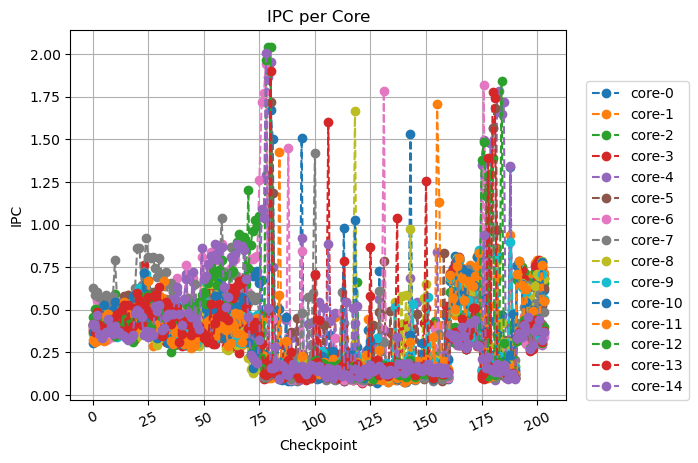 IPC per Core
2.00
1.75
1.50
1.25
1.00
0.75
0.50
0.25
0.00
IPC
0
25
50
75
100
125
150
175
200
Checkpoint
core-0
core-1
core-2
core-3
core-4
core-5
core-6
core-7
core-8
core-9
core-10
core-11
core-12
core-13
core-14